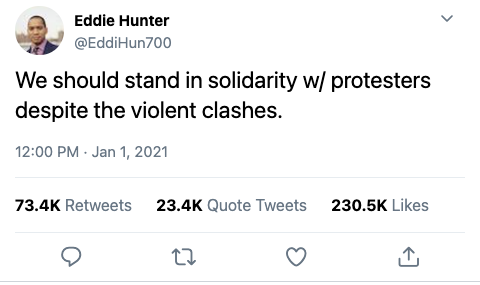 Eddie Hunter
@EddiHun700
We should stand in solidarity w/ protesters
despite the violent clashes.
12:00 PM · Jan 1, 2021
73.4K Retweets 23.4K Quote Tweets 230.5K Likes